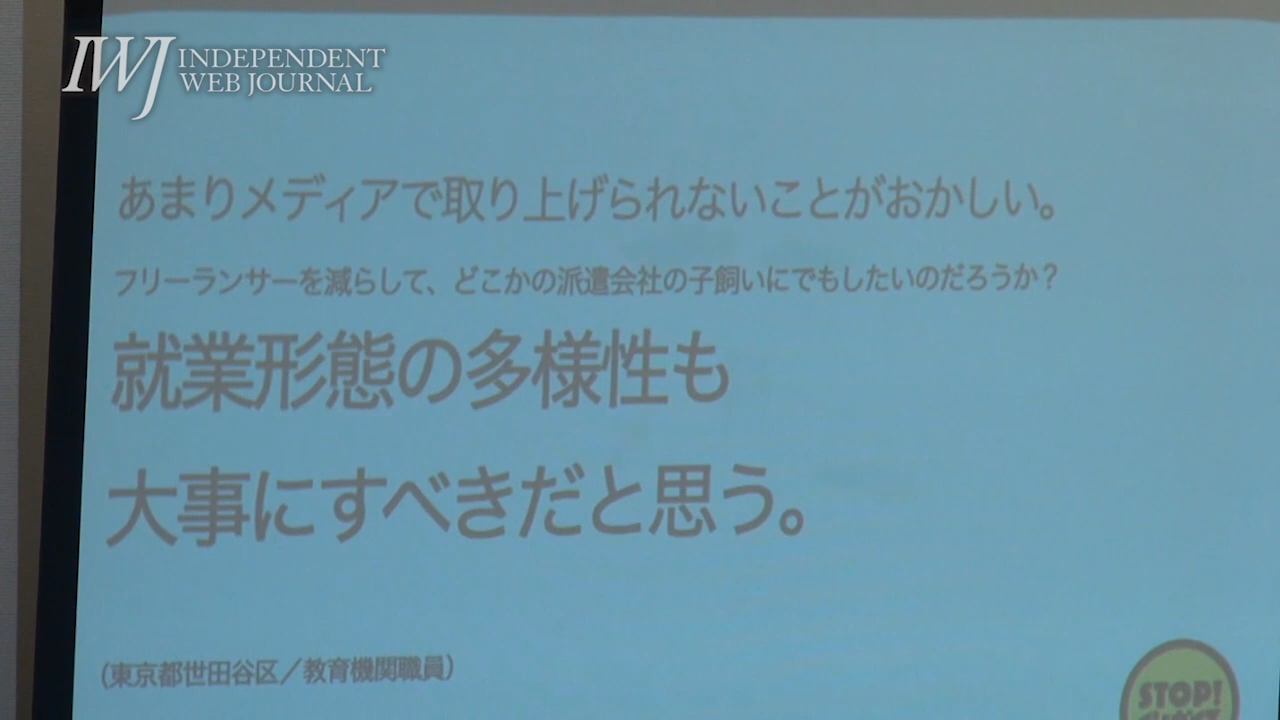 IWJ INDEPENDENT
WEB JOURNAL
あまりメディアで取り上げられないことがおかしい。
フリーランサーを減らして、どこかの派遣会社の子飼いにでもしたいのだろうか？
就業形態の多様性も
大事にすべきだと思う。
（東京都世田谷区／教育機関職員）
STOP!